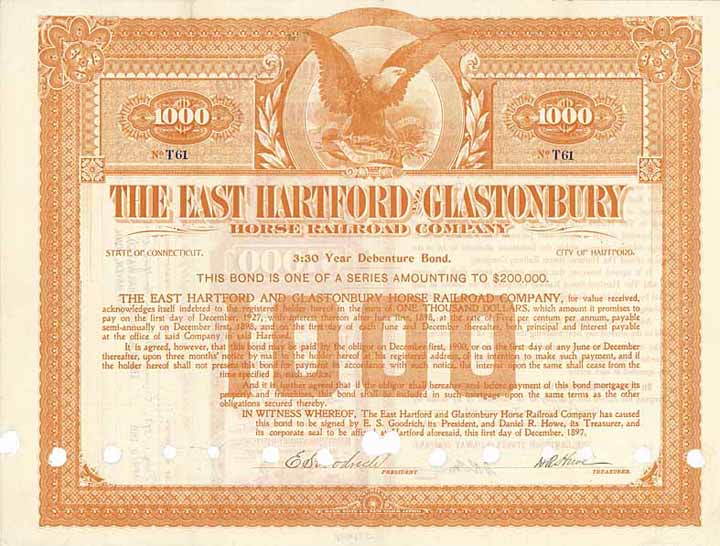 1000 1000
No T61 No T61
THE EAST HARTFORD AND GLASTONBURY
HORSE RAILROAD COMPANY
STATE OF CONNECTICUT. CITY OF HARTFORD.
3:30 Year Debenture Bond.
THIS BOND IS ONE OF A SERIES AMOUNTING TO $200,000.
THE EAST HARTFORD AND GLASTONBURY HORSE RAILROAD COMPANY, for value received,
acknowledges itself indebted to the registered holder hereof in the sum of ONE THOUSAND DOLLARS, which amount it promises to
pay on the first day of December, 1927, with interest thereon after June first, 1898, at the rate of Four per centum per annum, payable
semi-annually on December first, 1898, and on the first day of each June and December thereafter, both principal and interest payable
at the office of said Company in said Hartford.
It is agreed, however, that this bond may be paid by the obligor on December first, 1900, or on the first day of any June or December
thereafter, upon three months' notice by mail to the holder hereof at his registered address of intention to make such payment, and if
the holder hereof shall not present this bond for payment in accordance with such notice, the interest upon the same shall cease from the
time specified in such notice.
And it is further agreed that if the obligor shall hereafter and before payment of this bond mortgage its
property and franchises, this bond shall be included in such mortgage upon the same terms as the other
obligations secured thereby.
IN WITNESS WHEREOF, The East Hartford and Glastonbury Horse Railroad Company has caused
this bond to be signed by E. S. Goodrich, its President, and Daniel R. Howe, its Treasurer, and
its corporate seal to be affixed at Hartford aforesaid, this first day of December, 1897.
E. S. Goodrich D. R. Howe
PRESIDENT TREASURER.
1000